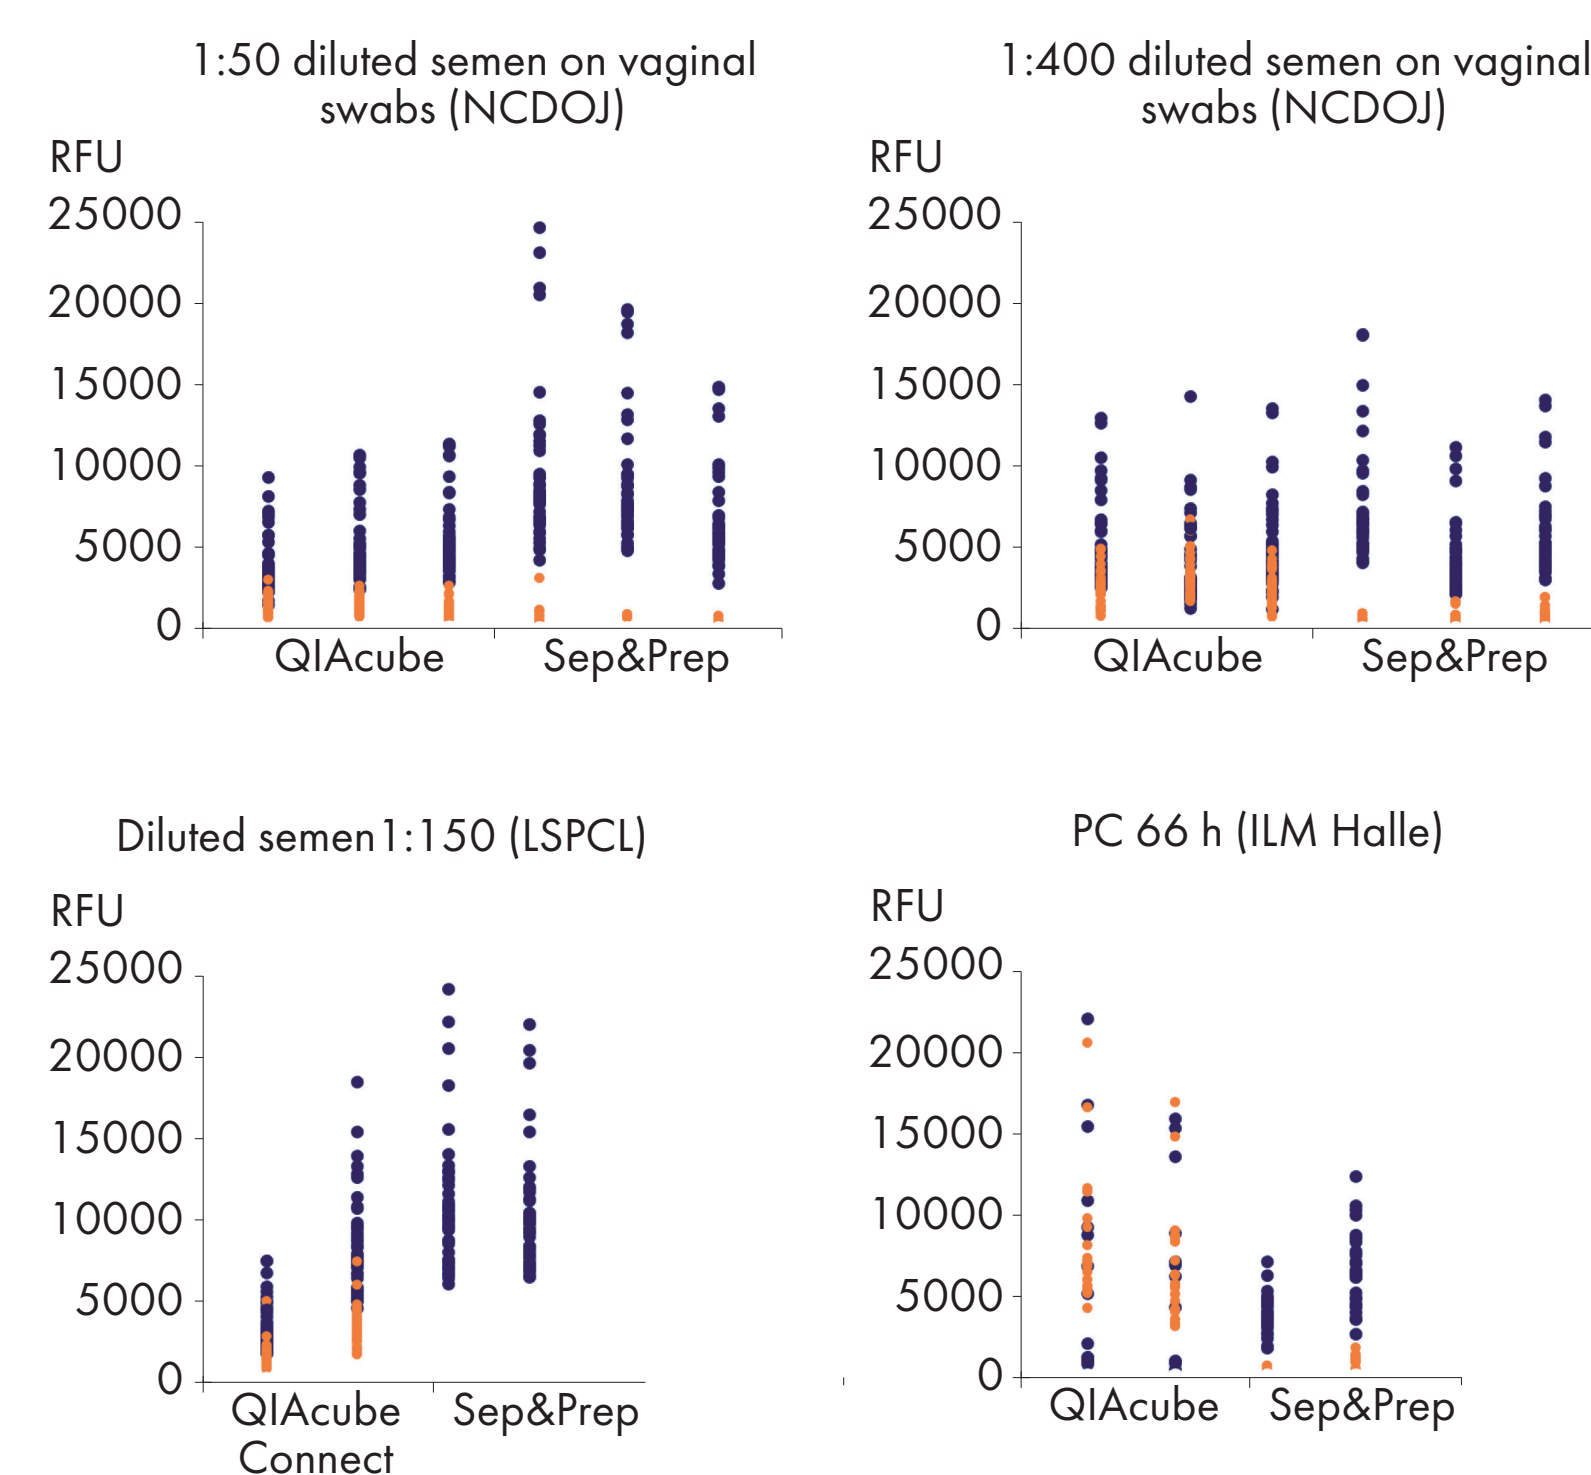 1:50 diluted semen on vaginal
swabs (NCDOJ)
RFU
25000
20000
15000
10000
5000
0
QIAcube Sep&Prep
1:400 diluted semen on vaginal
swabs (NCDOJ)
RFU
25000
20000
15000
10000
5000
0
QIAcube Sep&Prep
Diluted semen1:150 (LSPCL)
RFU
25000
20000
15000
10000
5000
0
QIAcube Sep&Prep
Connect
PC 66 h (ILM Halle)
RFU
25000
20000
15000
10000
5000
0
QIAcube Sep&Prep